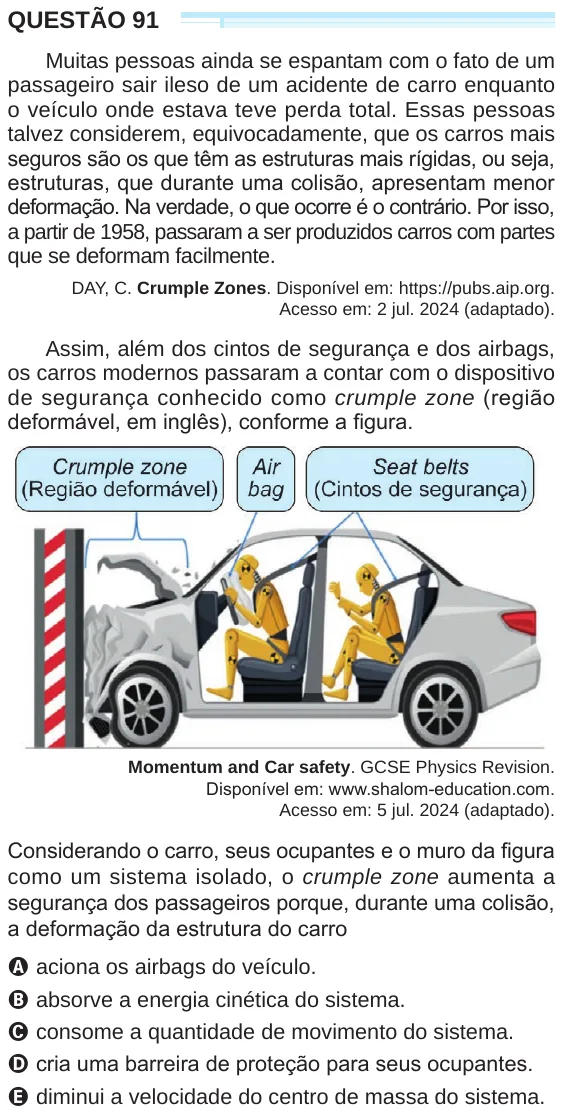 QUESTÃO 91
Muitas pessoas ainda se espantam com o fato de um
passageiro sair ileso de um acidente de carro enquanto
o veículo onde estava teve perda total. Essas pessoas
talvez considerem, equivocadamente, que os carros mais
seguros são os que têm as estruturas mais rígidas, ou seja,
estruturas, que durante uma colisão, apresentam menor
deformação. Na verdade, o que ocorre é o contrário. Por isso,
a partir de 1958, passaram a ser produzidos carros com partes
que se deformam facilmente.
DAY, C. Crumple Zones. Disponível em: https://pubs.aip.org.
Acesso em: 2 jul. 2024 (adaptado).
Assim, além dos cintos de segurança e dos airbags,
os carros modernos passaram a contar com o dispositivo
de segurança conhecido como crumple zone (região
deformável, em inglês), conforme a figura.
Crumple zone
(Região deformável)
Air
bag
Seat belts
(Cintos de segurança)
Momentum and Car safety. GCSE Physics Revision.
Disponível em: www.shalom-education.com.
Acesso em: 5 jul. 2024 (adaptado).
Considerando o carro, seus ocupantes e o muro da figura
como um sistema isolado, o crumple zone aumenta a
segurança dos passageiros porque, durante uma colisão,
a deformação da estrutura do carro
A aciona os airbags do veículo.
B absorve a energia cinética do sistema.
C consome a quantidade de movimento do sistema.
D cria uma barreira de proteção para seus ocupantes.
E diminui a velocidade do centro de massa do sistema.